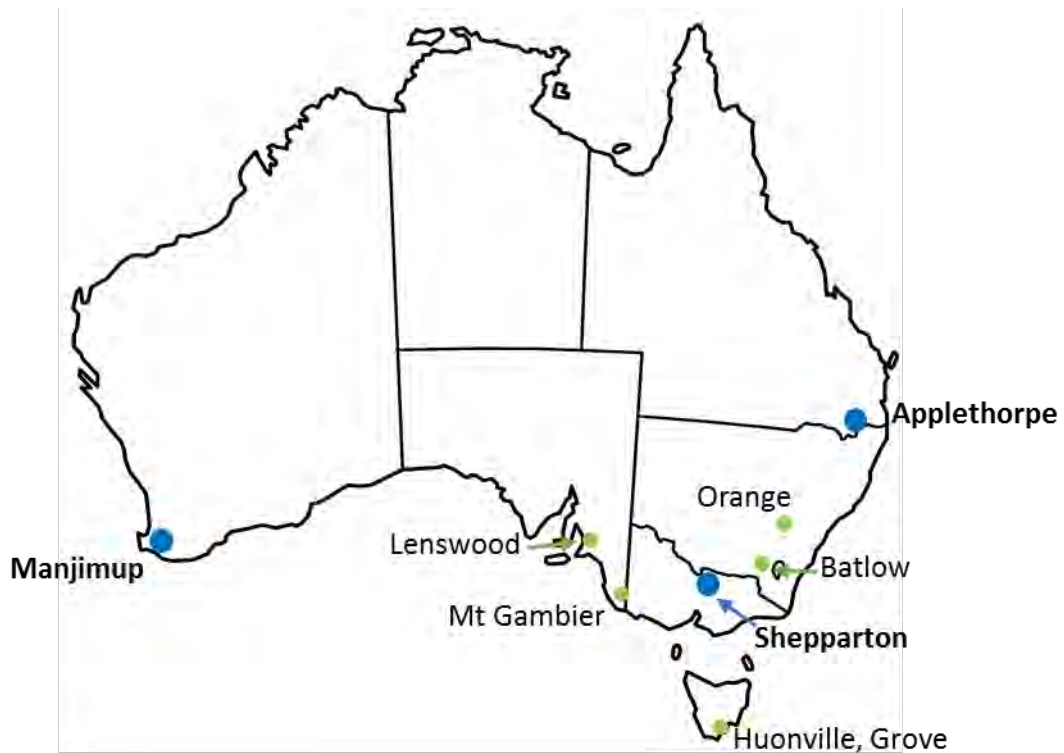 Applethorpe
Orange
Lenswood
Batlow
Manjimup
Mt Gambier
Shepparton
Huonville, Grove